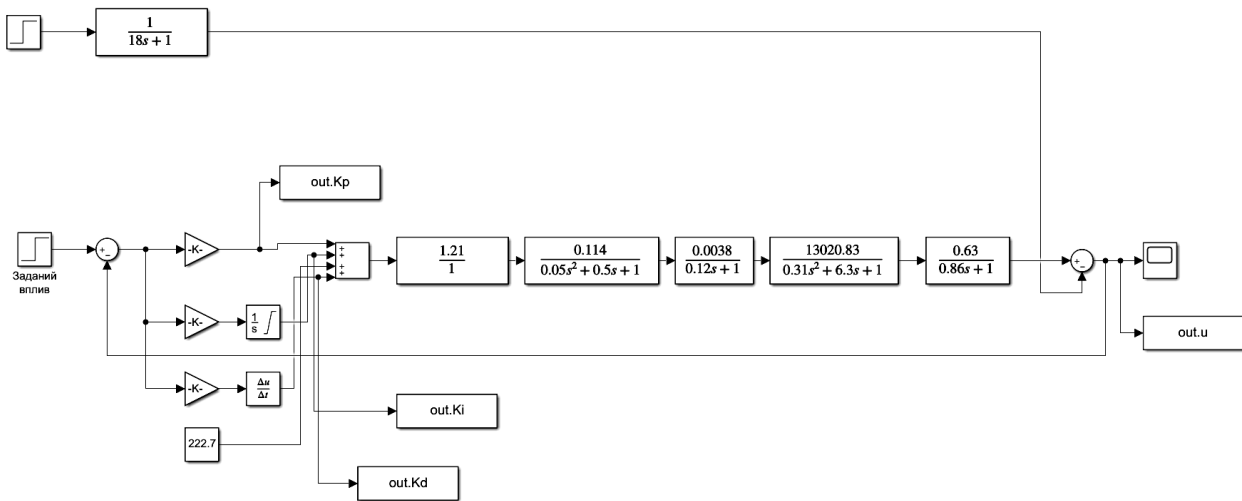 1
18s + 1
out.Kp
+
−
-K-
+
+
+
+
Заданий
вплив
1.21
1
0.114
0.05s² + 0.5s + 1
0.0038
0.12s + 1
13020.83
0.31s² + 6.3s + 1
0.63
0.86s + 1
+
−
-K-
1
s
out.u
-K-
Δu
Δt
out.Ki
222.7
out.Kd